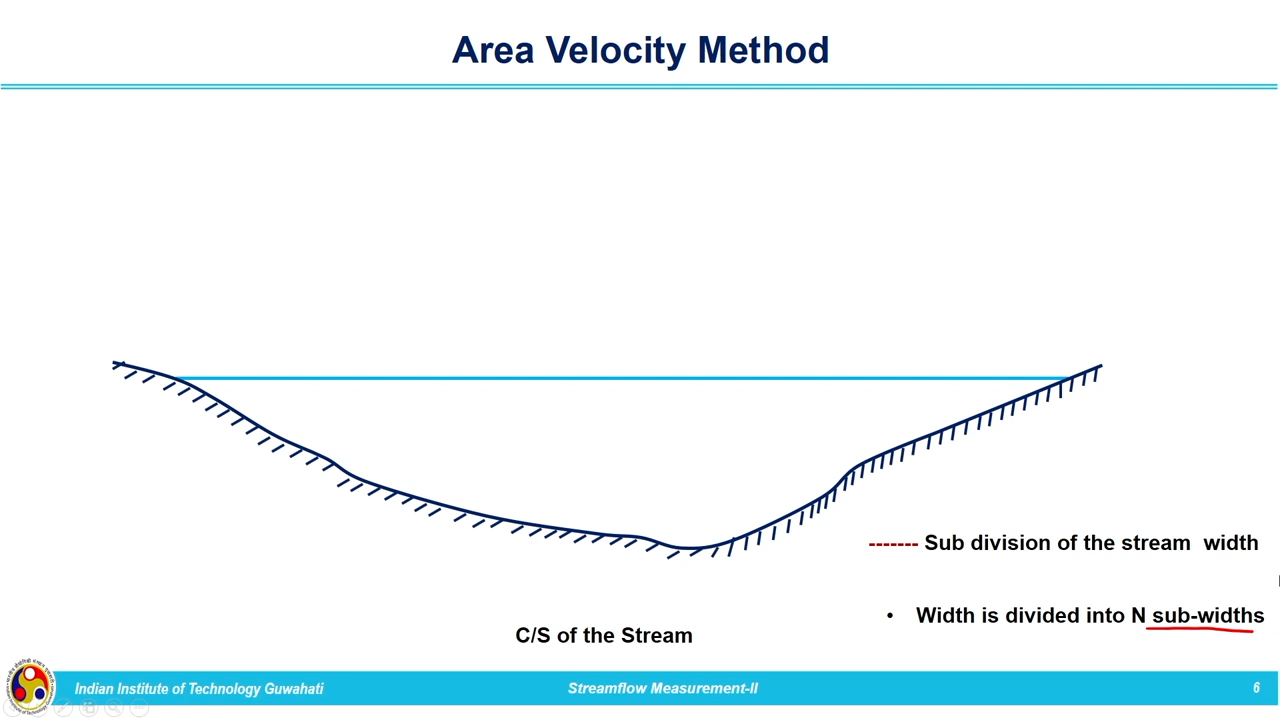 Area Velocity Method
------- Sub division of the stream width
• Width is divided into N sub-widths
C/S of the Stream
Indian Institute of Technology Guwahati
Streamflow Measurement-II
6